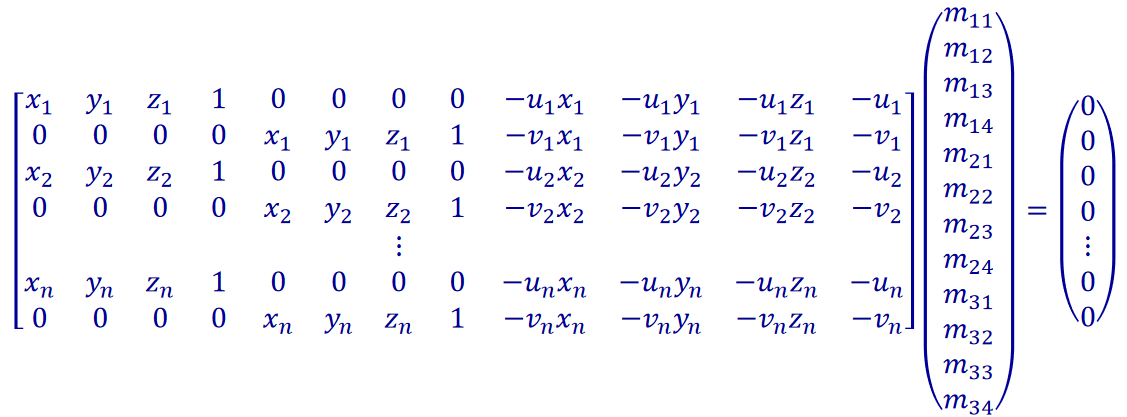 x₁ y₁ z₁ 1 0 0 0 0 −u₁x₁ −u₁y₁ −u₁z₁ −u₁
0 0 0 0 x₁ y₁ z₁ 1 −v₁x₁ −v₁y₁ −v₁z₁ −v₁
x₂ y₂ z₂ 1 0 0 0 0 −u₂x₂ −u₂y₂ −u₂z₂ −u₂
0 0 0 0 x₂ y₂ z₂ 1 −v₂x₂ −v₂y₂ −v₂z₂ −v₂
⋮
xₙ yₙ zₙ 1 0 0 0 0 −uₙxₙ −uₙyₙ −uₙzₙ −uₙ
0 0 0 0 xₙ yₙ zₙ 1 −vₙxₙ −vₙyₙ −vₙzₙ −vₙ
m₁₁
m₁₂
m₁₃
m₁₄
m₂₁
m₂₂
m₂₃
m₂₄
m₃₁
m₃₂
m₃₃
m₃₄
=
0
0
0
0
⋮
0
0